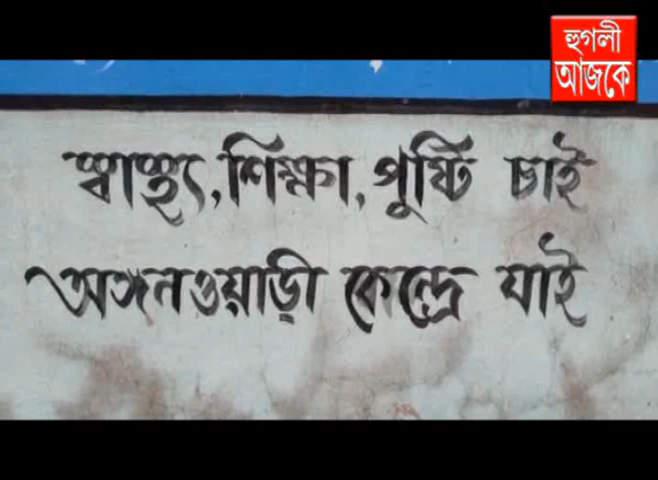 হুগলী
আজকে
স্বাস্থ্য, শিক্ষা, পুষ্টি চাই
অঙ্গনওয়াড়ী কেন্দ্রে যাই